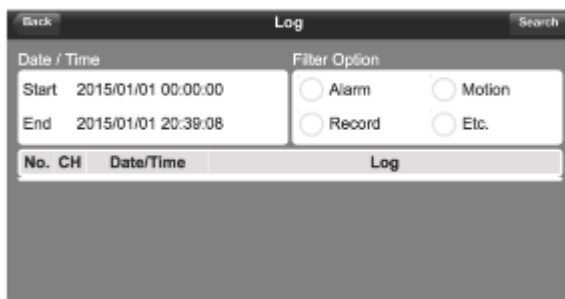 Back Log Search
Date / Time Filter Option
Start 2015/01/01 00:00:00 Alarm Motion
End 2015/01/01 20:39:08 Record Etc.
No. CH Date/Time Log